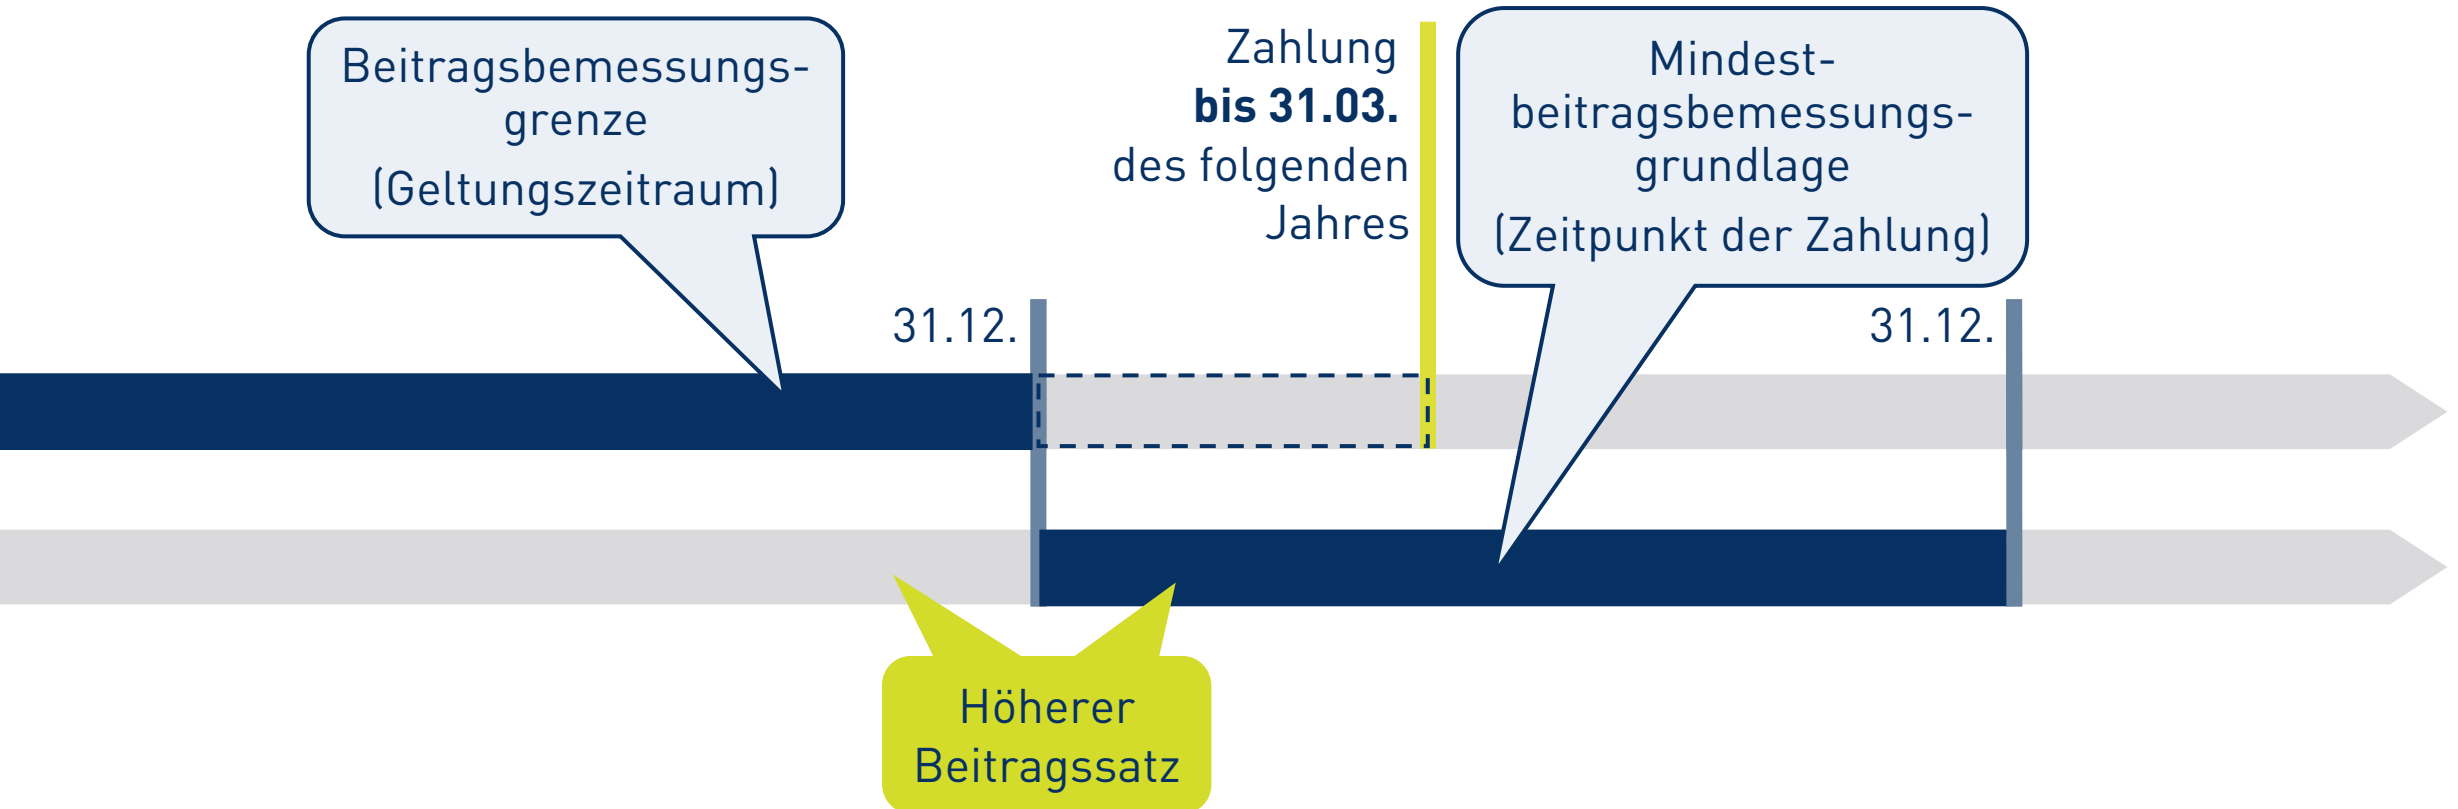 Beitragsbemessungs-
grenze
(Geltungszeitraum)
Zahlung
bis 31.03.
des folgenden
Jahres
Mindest-
beitragsbemessungs-
grundlage
(Zeitpunkt der Zahlung)
31.12.
31.12.
Höherer
Beitragssatz